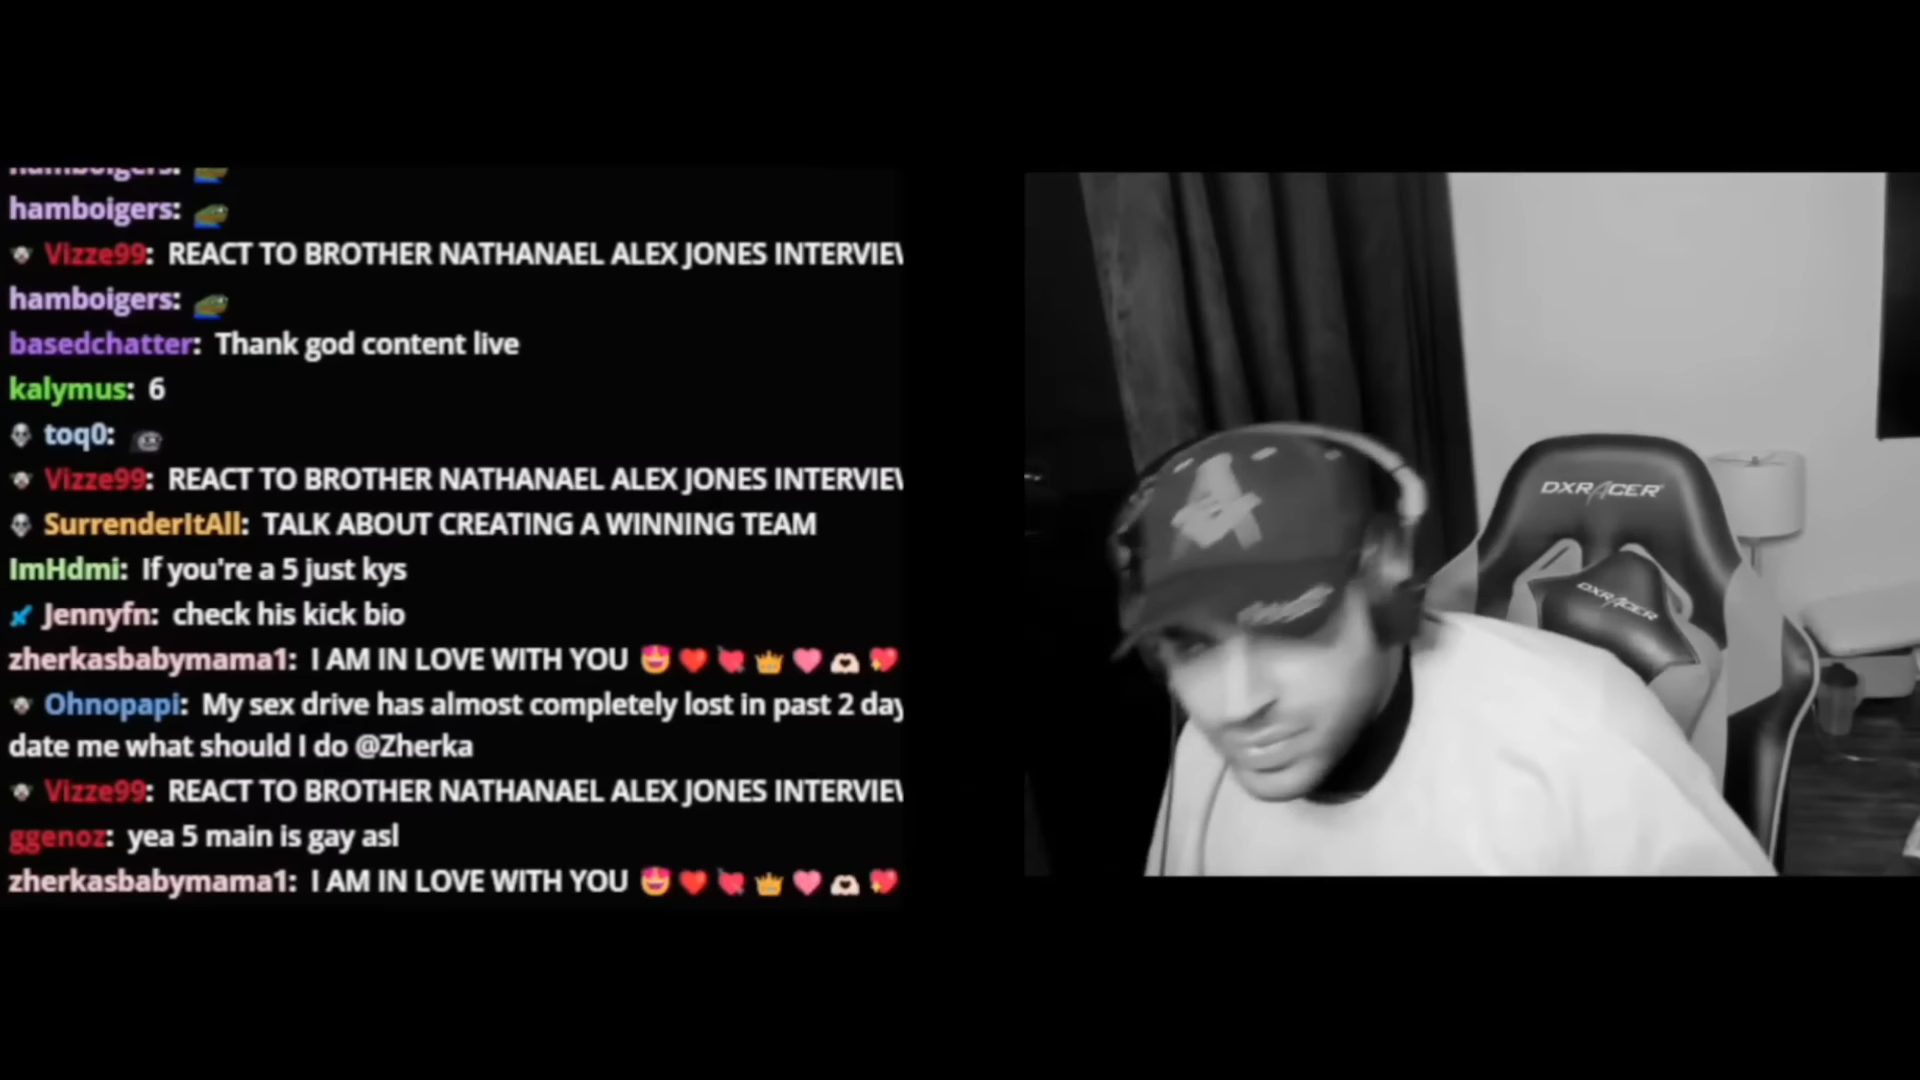 hamboigers:
hamboigers:
Vizze99: REACT TO BROTHER NATHANAEL ALEX JONES INTERVIEW
hamboigers:
basedchatter: Thank god content live
kalymus: 6
toq0:
Vizze99: REACT TO BROTHER NATHANAEL ALEX JONES INTERVIEW
SurrenderItAll: TALK ABOUT CREATING A WINNING TEAM
ImHdmi: If you're a 5 just kys
Jennyfn: check his kick bio
zherkasbabymama1: I AM IN LOVE WITH YOU 😍❤️💘👑🩷🫶🏻💖
Ohnopapi: My sex drive has almost completely lost in past 2 day
date me what should I do @Zherka
Vizze99: REACT TO BROTHER NATHANAEL ALEX JONES INTERVIEW
ggenoz: yea 5 main is gay asl
zherkasbabymama1: I AM IN LOVE WITH YOU 😍❤️💘👑🩷🫶🏻💖
DXRACER
DXRACER